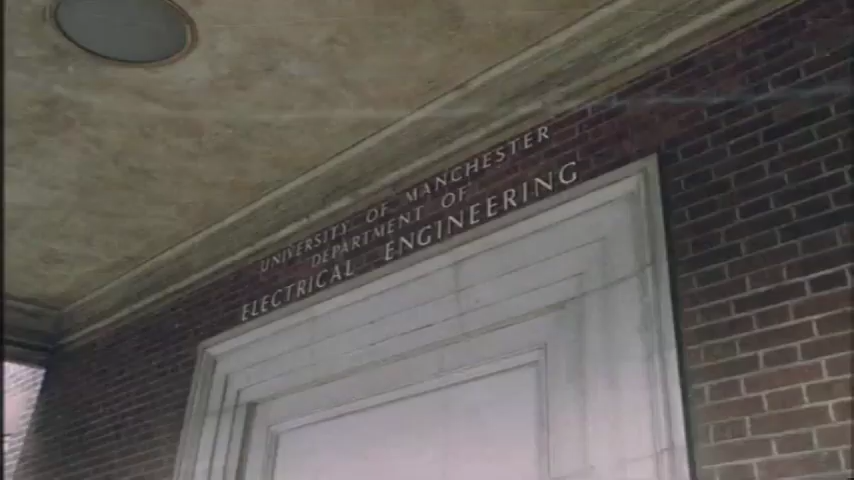 UNIVERSITY OF MANCHESTER
DEPARTMENT OF
ELECTRICAL ENGINEERING